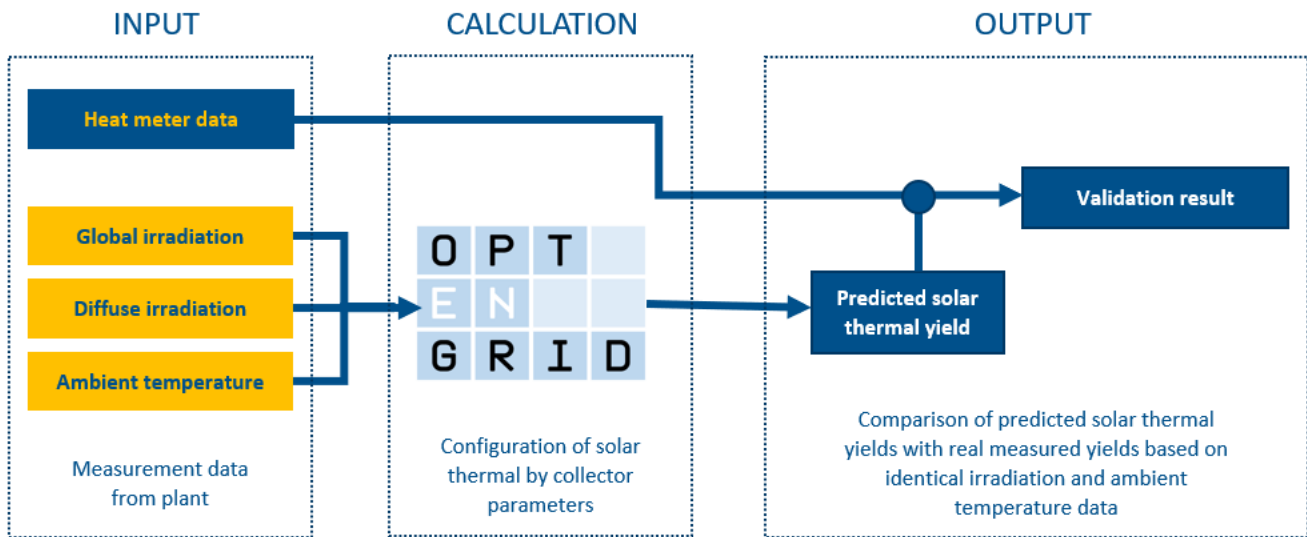 INPUT
CALCULATION
OUTPUT
Heat meter data
Global irradiation
Diffuse irradiation
Ambient temperature
Measurement data
from plant
OPT
EN
GRID
Configuration of solar
thermal by collector
parameters
Validation result
Predicted solar
thermal yield
Comparison of predicted solar thermal
yields with real measured yields based on
identical irradiation and ambient
temperature data